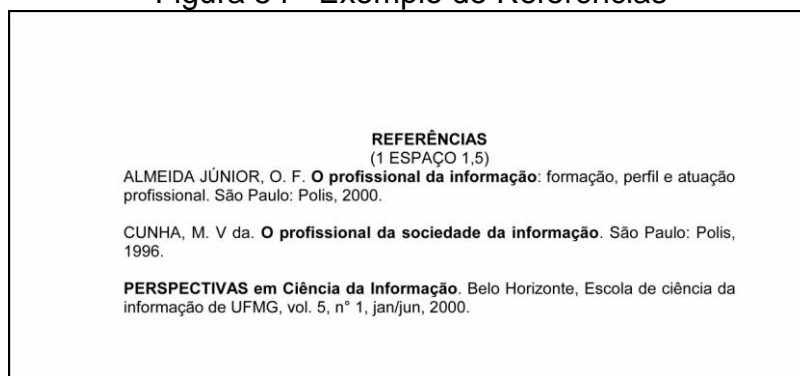 REFERÊNCIAS
(1 ESPAÇO 1,5)
ALMEIDA JÚNIOR, O. F. O profissional da informação: formação, perfil e atuação
profissional. São Paulo: Polis, 2000.
CUNHA, M. V da. O profissional da sociedade da informação. São Paulo: Polis,
1996.
PERSPECTIVAS em Ciência da Informação. Belo Horizonte, Escola de ciência da
informação de UFMG, vol. 5, n° 1, jan/jun, 2000.